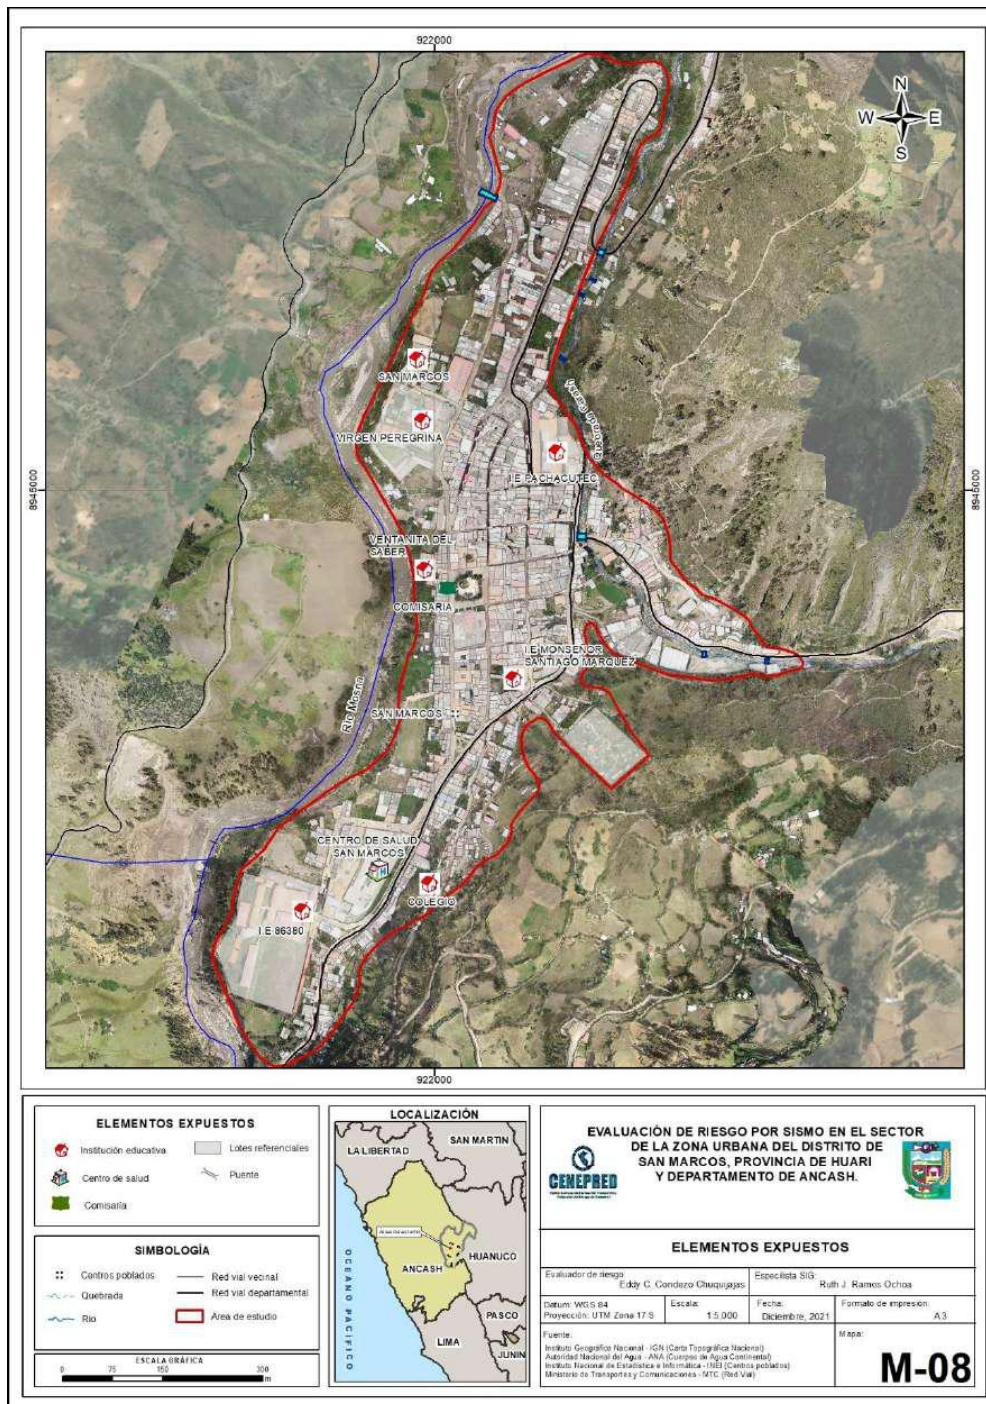 922000
N
W E
S
SAN MARCOS
VIRGEN PEREGRINA
I.E PACHACUTEC
8945000
8945000
VENTANITA DEL
SABER
COMISARIA
I.E MONSEÑOR
SANTIAGO MARQUEZ
Rio Mosna
SAN MARCOS
CENTRO DE SALUD
SAN MARCOS
COLEGIO
I.E 86380
922000
ELEMENTOS EXPUESTOS
Institución educativa
Lotes referenciales
Centro de salud
Puente
Comisaría
SIMBOLOGÍA
Centros poblados
Red vial vecinal
Quebrada
Red vial departamental
Río
Area de estudio
ESCALA GRÁFICA
0 75 150 300
m
LOCALIZACIÓN
SAN MARTIN
LA LIBERTAD
HUANUCO
ANCASH
OCEANO PACÍFICO
PASCO
LIMA
JUNIN
EVALUACIÓN DE RIESGO POR SISMO EN EL SECTOR
DE LA ZONA URBANA DEL DISTRITO DE
SAN MARCOS, PROVINCIA DE HUARI
Y DEPARTAMENTO DE ANCASH.
CENEPRED
ELEMENTOS EXPUESTOS
Evaluador de riesgo:
Eddy C. Condezo Chuquijajas
Especilista SIG:
Ruth J. Ramos Ochoa
Datum: WGS 84
Proyección: UTM Zona 17 S
Escala:
1:5,000
Fecha:
Diciembre, 2021
Formato de impresión:
A3
Fuente:
Instituto Geográfico Nacional - IGN (Carta Topográfica Nacional)
Autoridad Nacional del Agua - ANA (Cuerpos de Agua Continental)
Instituto Nacional de Estadística e Informática - INEI (Centros poblados)
Ministerio de Transportes y Comunicaciones - MTC (Red Vial)
Mapa:
M-08